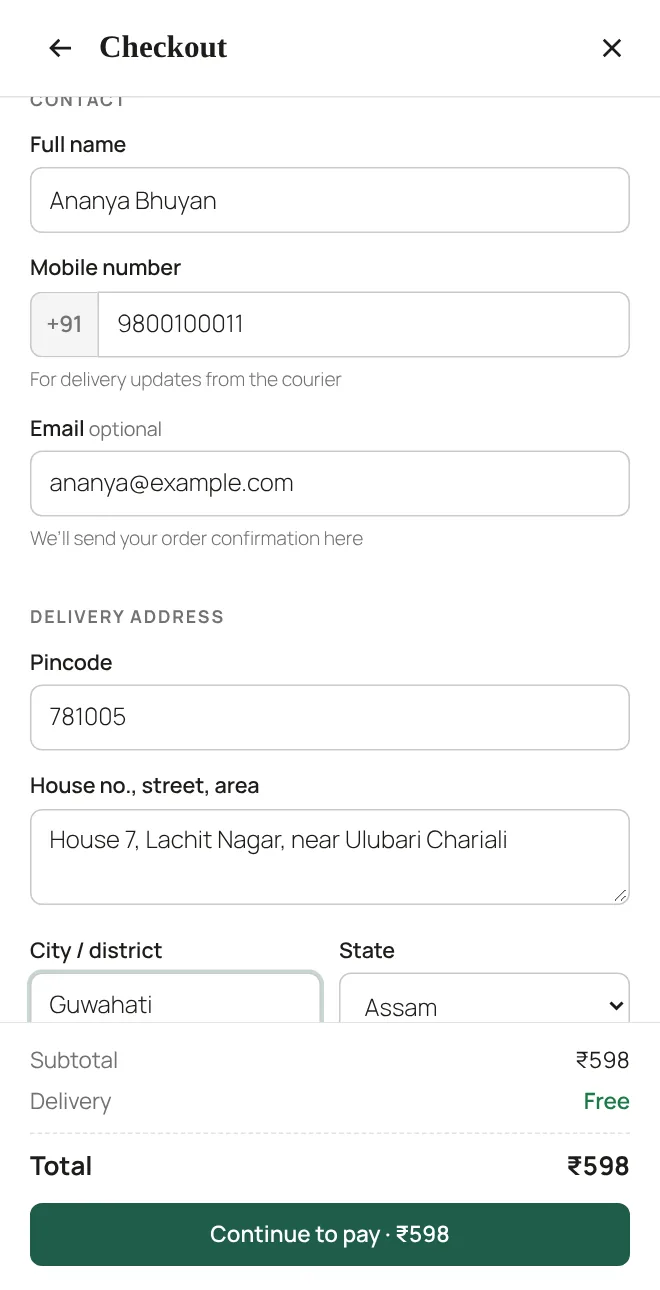 Checkout
CONTACT
Full name
Ananya Bhuyan
Mobile number
+91 9800100011
For delivery updates from the courier
Email optional
ananya@example.com
We'll send your order confirmation here
DELIVERY ADDRESS
Pincode
781005
House no., street, area
House 7, Lachit Nagar, near Ulubari Chariali
City / district State
Guwahati Assam
Subtotal ₹598
Delivery Free
Total ₹598
Continue to pay · ₹598